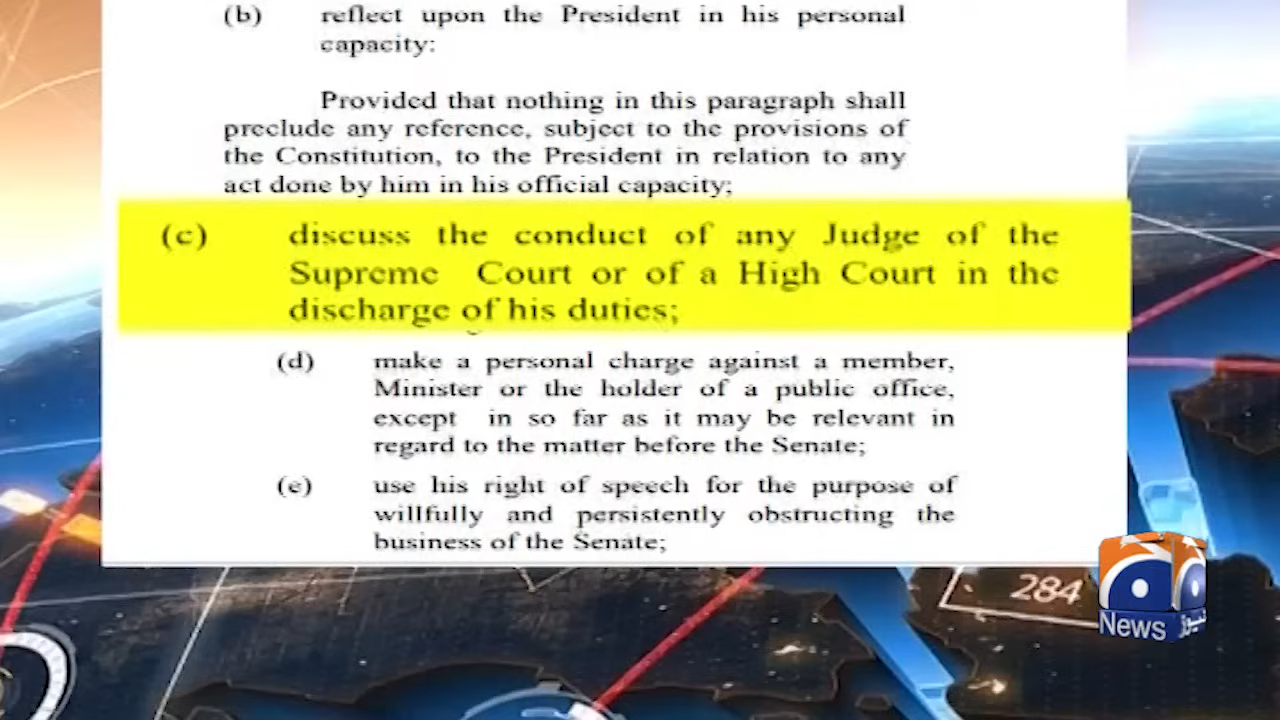 (b) reflect upon the President in his personal
capacity:
Provided that nothing in this paragraph shall
preclude any reference, subject to the provisions of
the Constitution, to the President in relation to any
act done by him in his official capacity;
(c) discuss the conduct of any Judge of the
Supreme Court or of a High Court in the
discharge of his duties;
(d) make a personal charge against a member,
Minister or the holder of a public office,
except in so far as it may be relevant in
regard to the matter before the Senate;
(e) use his right of speech for the purpose of
willfully and persistently obstructing the
business of the Senate;
284
News نیوز